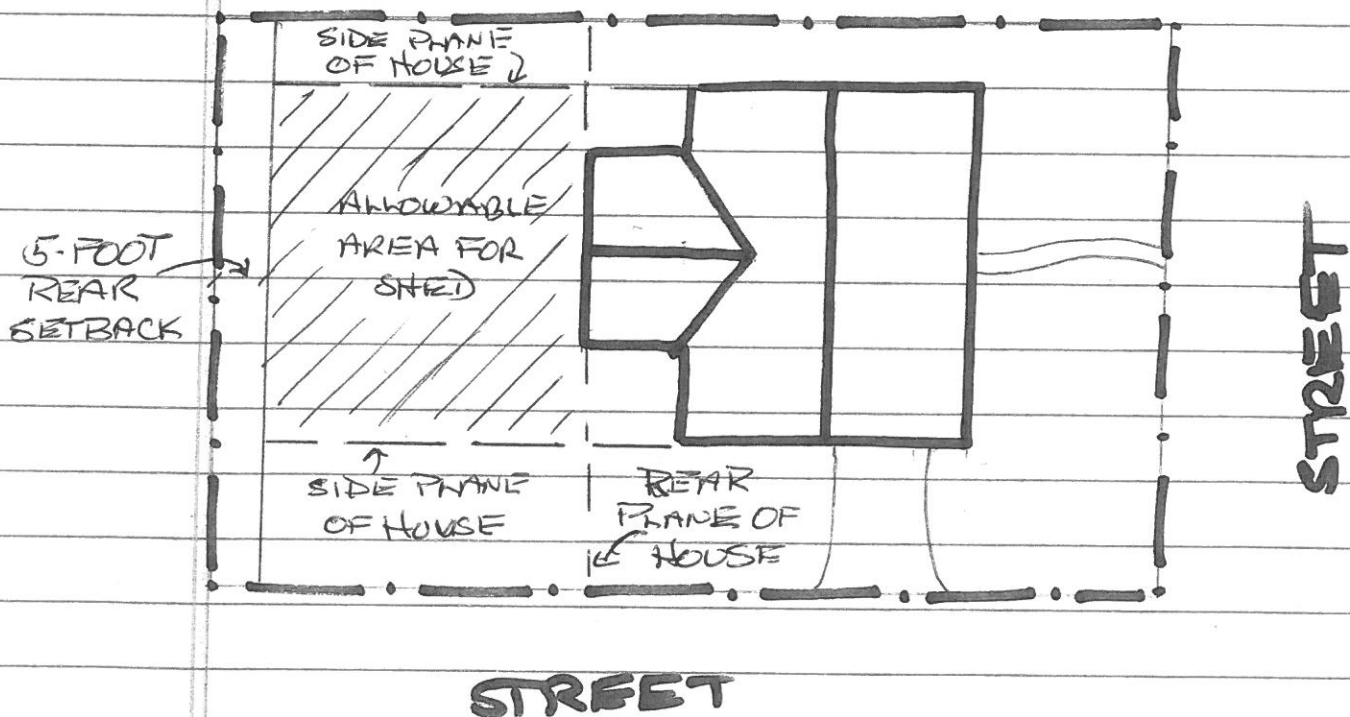 SIDE PLANE
OF HOUSE
ALLOWABLE
AREA FOR
SHED
5-FOOT
REAR
SETBACK
SIDE PLANE
OF HOUSE
REAR
PLANE OF
HOUSE
STREET
STREET